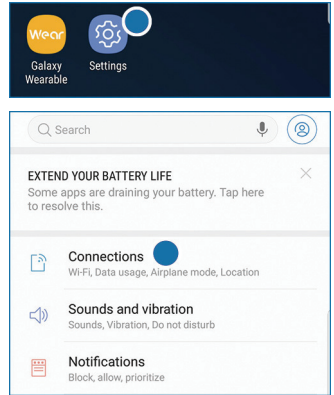 Wear
Galaxy
Wearable
Settings
Search
EXTEND YOUR BATTERY LIFE
Some apps are draining your battery. Tap here
to resolve this.
Connections
Wi-Fi, Data usage, Airplane mode, Location
Sounds and vibration
Sounds, Vibration, Do not disturb
Notifications
Block, allow, prioritize